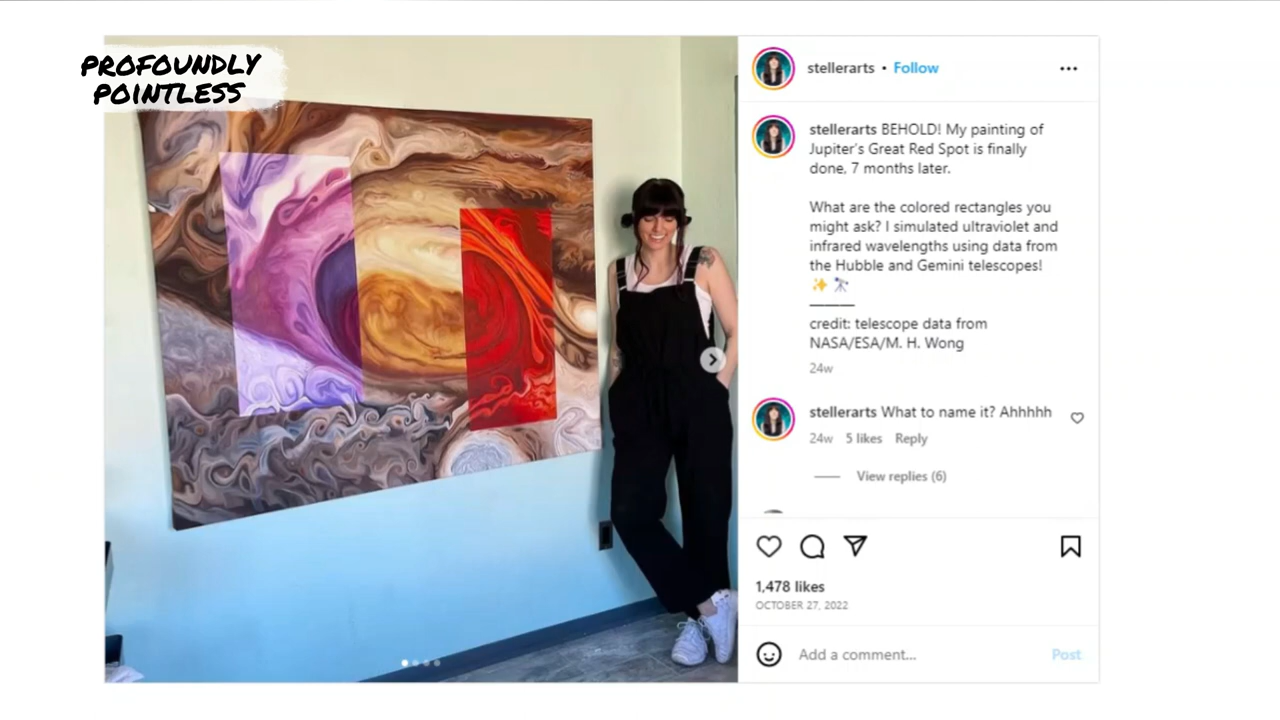 PROFOUNDLY
POINTLESS
stellerarts • Follow
stellerarts BEHOLD! My painting of
Jupiter's Great Red Spot is finally
done, 7 months later.
What are the colored rectangles you
might ask? I simulated ultraviolet and
infrared wavelengths using data from
the Hubble and Gemini telescopes!
✨🔭
———
credit: telescope data from
NASA/ESA/M. H. Wong
24w
stellerarts What to name it? Ahhhhh
24w 5 likes Reply
View replies (6)
1,478 likes
OCTOBER 27, 2022
Add a comment... Post